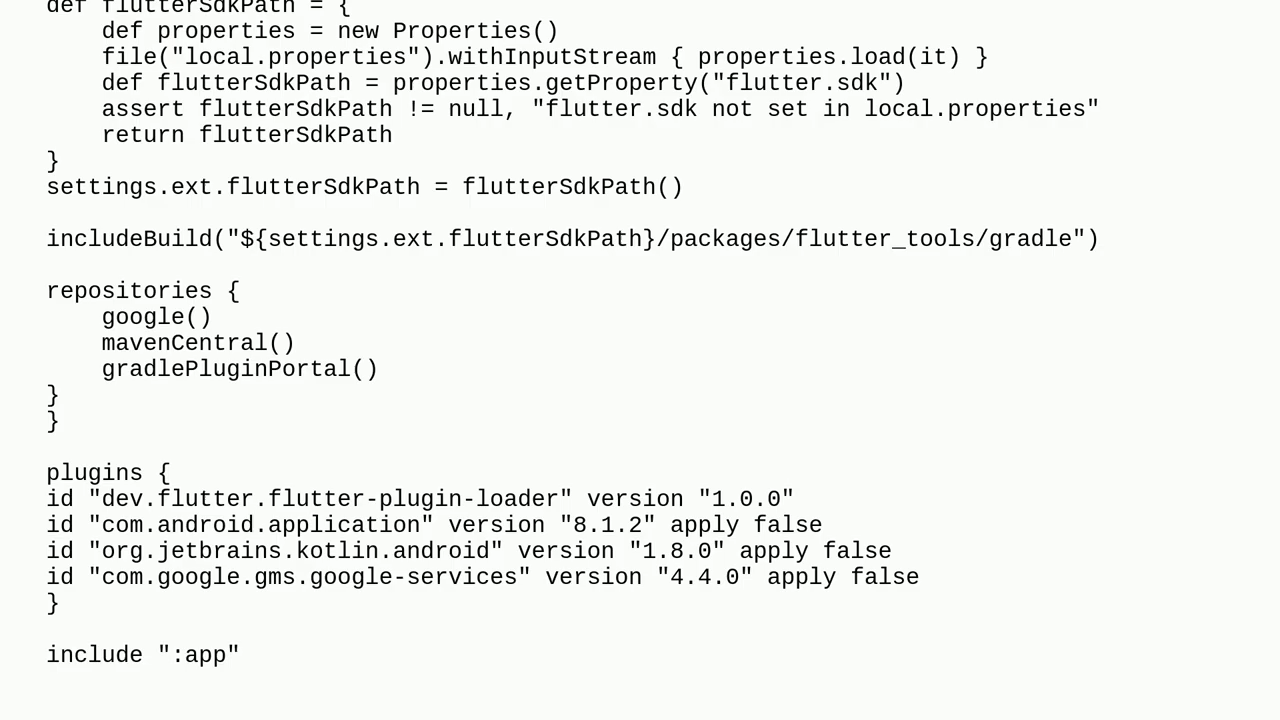 def flutterSdkPath = {
    def properties = new Properties()
    file("local.properties").withInputStream { properties.load(it) }
    def flutterSdkPath = properties.getProperty("flutter.sdk")
    assert flutterSdkPath != null, "flutter.sdk not set in local.properties"
    return flutterSdkPath
}
settings.ext.flutterSdkPath = flutterSdkPath()

includeBuild("${settings.ext.flutterSdkPath}/packages/flutter_tools/gradle")

repositories {
    google()
    mavenCentral()
    gradlePluginPortal()
}
}

plugins {
id "dev.flutter.flutter-plugin-loader" version "1.0.0"
id "com.android.application" version "8.1.2" apply false
id "org.jetbrains.kotlin.android" version "1.8.0" apply false
id "com.google.gms.google-services" version "4.4.0" apply false
}

include ":app"